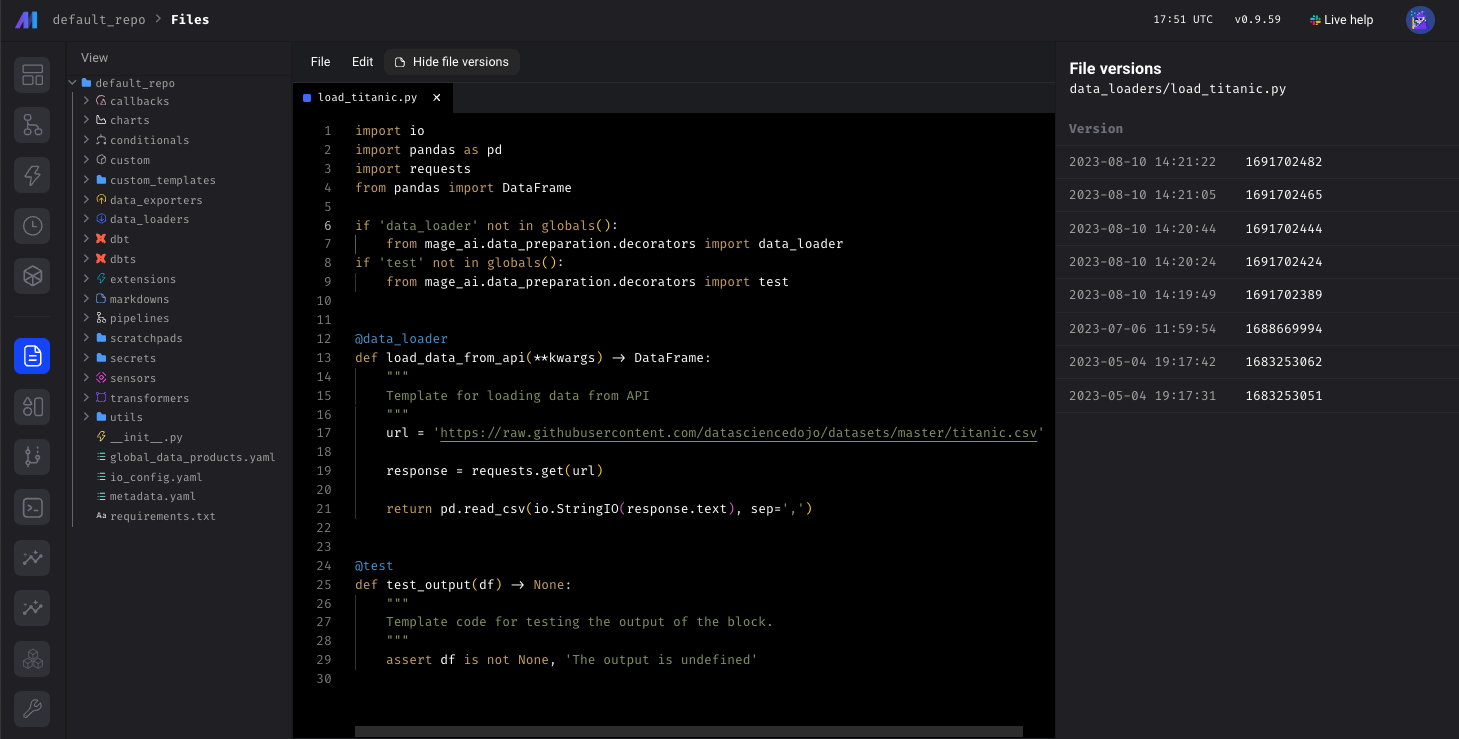 default_repo > Files
17:51 UTC v0.9.59 Live help
View
default_repo
callbacks
charts
conditionals
custom
custom_templates
data_exporters
data_loaders
dbt
dbts
extensions
markdowns
pipelines
scratchpads
secrets
sensors
transformers
utils
__init__.py
global_data_products.yaml
io_config.yaml
metadata.yaml
Aa requirements.txt
File Edit Hide file versions
load_titanic.py ×
1 import io
2 import pandas as pd
3 import requests
4 from pandas import DataFrame
5
6 if 'data_loader' not in globals():
7 from mage_ai.data_preparation.decorators import data_loader
8 if 'test' not in globals():
9 from mage_ai.data_preparation.decorators import test
10
11
12 @data_loader
13 def load_data_from_api(**kwargs) → DataFrame:
14 """
15 Template for loading data from API
16 """
17 url = 'https://raw.githubusercontent.com/datasciencedojo/datasets/master/titanic.csv'
18
19 response = requests.get(url)
20
21 return pd.read_csv(io.StringIO(response.text), sep=',')
22
23
24 @test
25 def test_output(df) → None:
26 """
27 Template code for testing the output of the block.
28 """
29 assert df is not None, 'The output is undefined'
30
File versions
data_loaders/load_titanic.py
Version
2023-08-10 14:21:22 1691702482
2023-08-10 14:21:05 1691702465
2023-08-10 14:20:44 1691702444
2023-08-10 14:20:24 1691702424
2023-08-10 14:19:49 1691702389
2023-07-06 11:59:54 1688669994
2023-05-04 19:17:42 1683253062
2023-05-04 19:17:31 1683253051